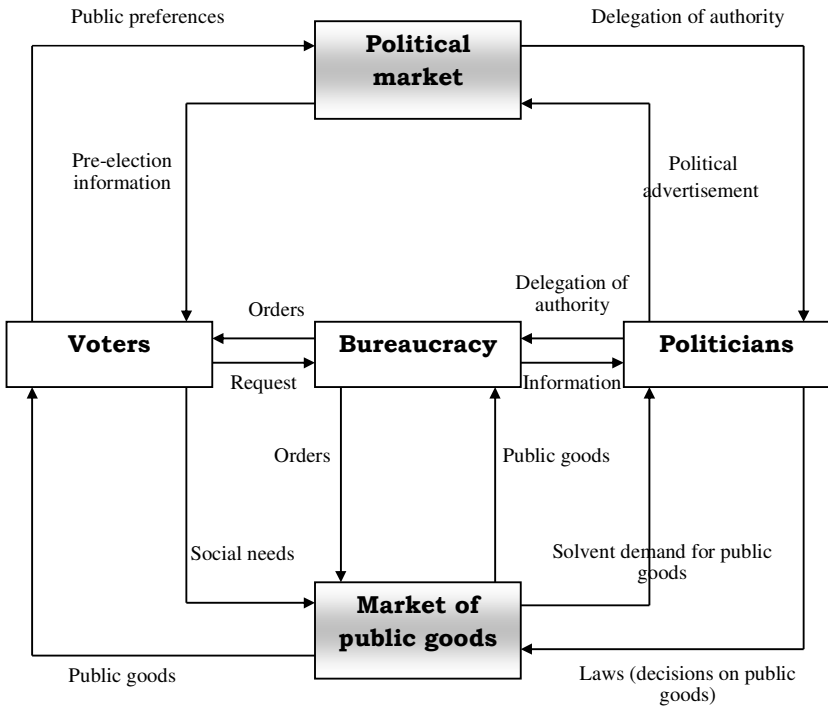 Public preferences
Political
market
Delegation of authority
Pre-election
information
Political
advertisement
Orders
Delegation of
authority
Voters
Bureaucracy
Politicians
Request
Information
Orders
Public goods
Social needs
Solvent demand for public
goods
Market of
public goods
Public goods
Laws (decisions on public
goods)